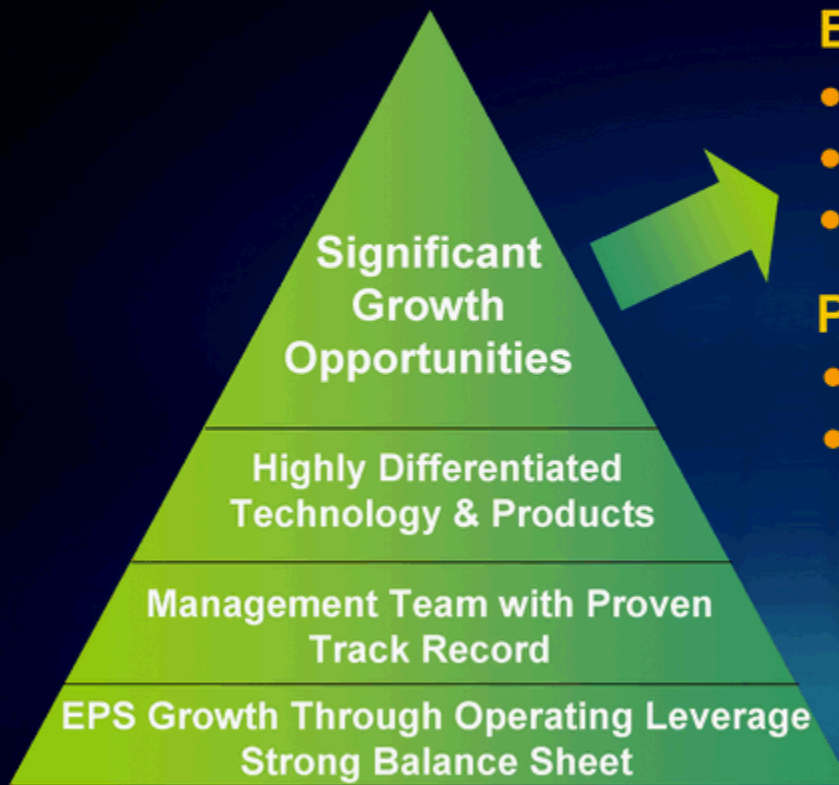 Significant
Growth
Opportunities
Highly Differentiated
Technology & Products
Management Team with Proven
Track Record
EPS Growth Through Operating Leverage
Strong Balance Sheet